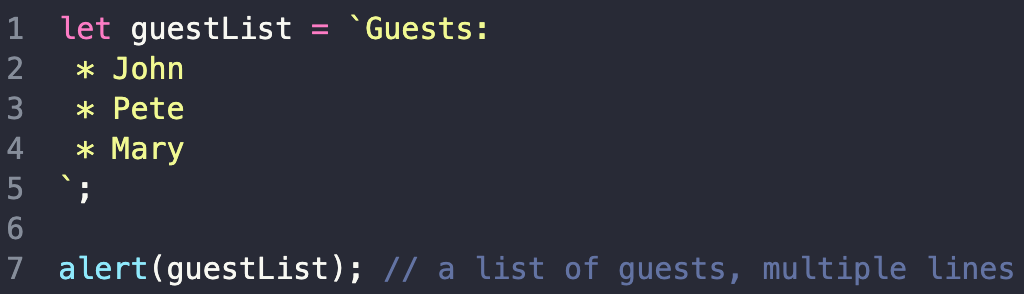 1 let guestList = `Guests:
2  * John
3  * Pete
4  * Mary
5 `;
6
7 alert(guestList); // a list of guests, multiple lines